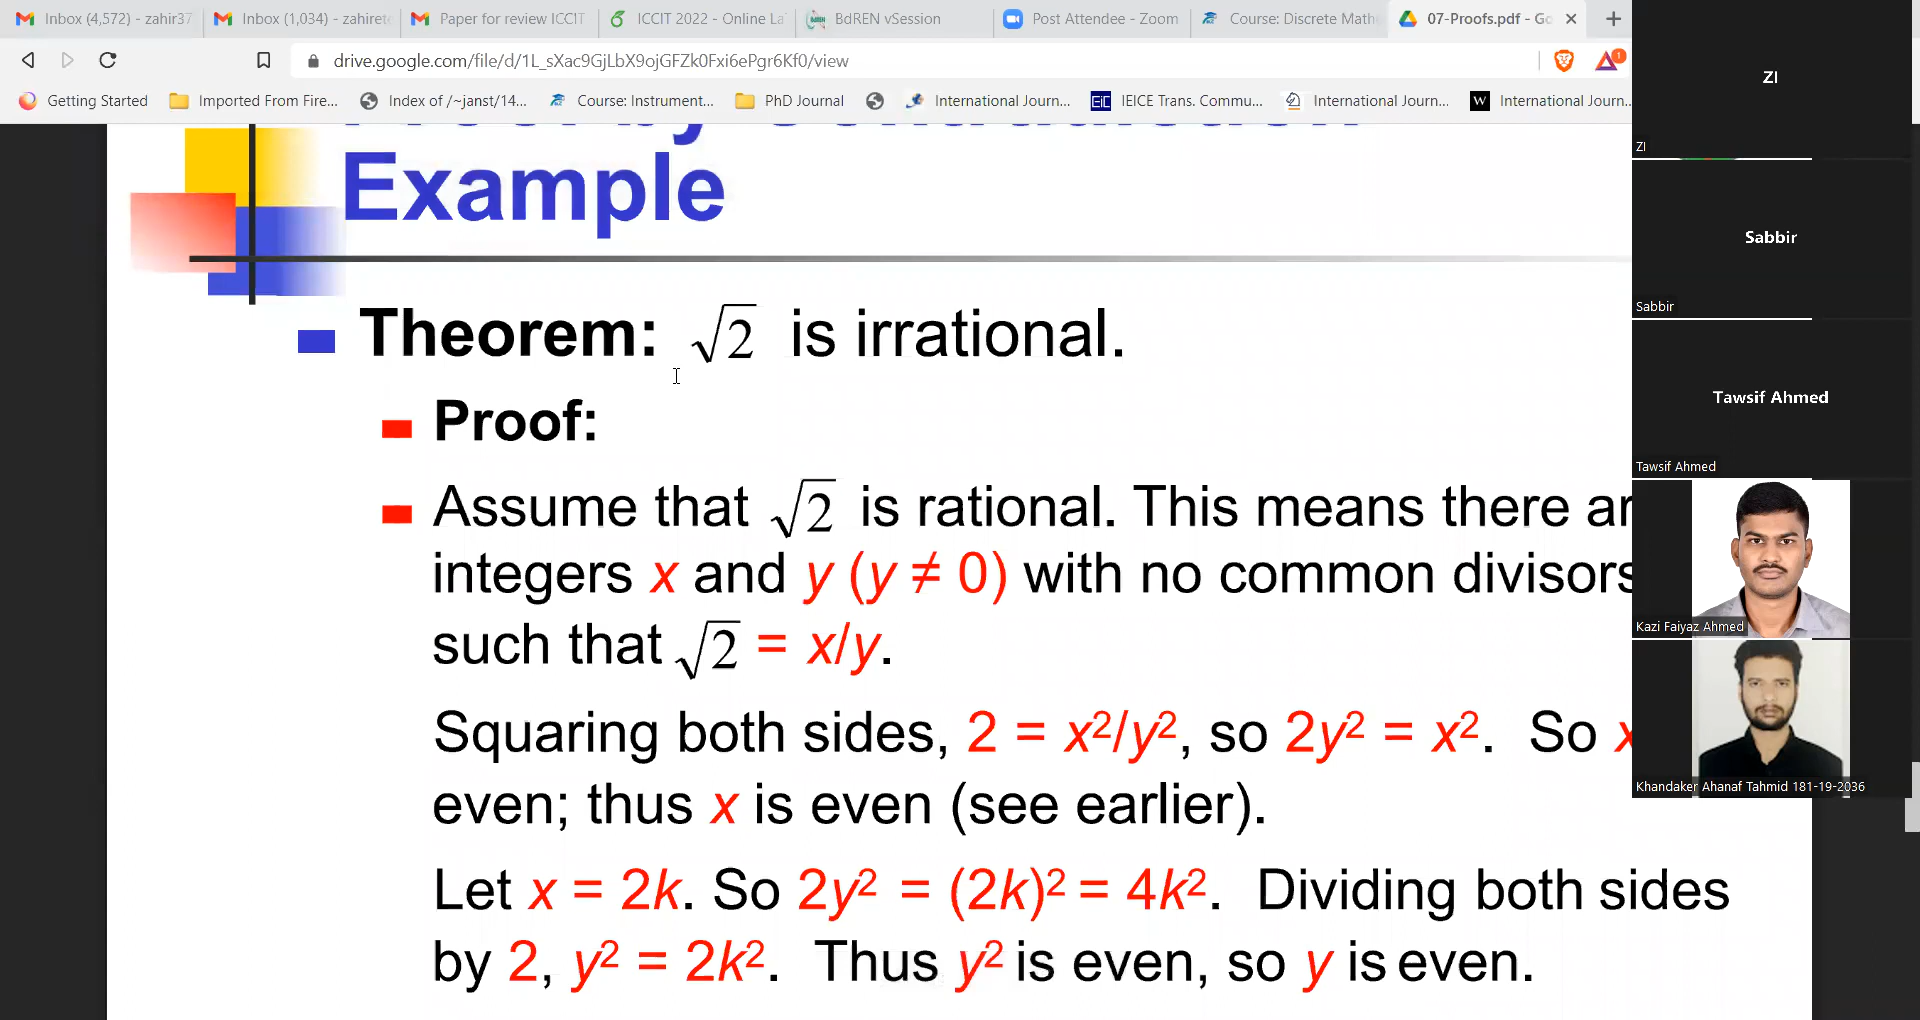 Inbox (4,572) - zahir37
Inbox (1,034) - zahiret
Paper for review ICCIT
ICCIT 2022 - Online La
BdREN vSession
Post Attendee - Zoom
Course: Discrete Math
07-Proofs.pdf - Go
drive.google.com/file/d/1L_sXac9GjLbX9ojGFZk0Fxi6ePgr6Kf0/view
1
Getting Started
Imported From Fire...
Index of /~janst/14...
Course: Instrument...
PhD Journal
International Journ...
EiC IEICE Trans. Commu...
International Journ...
W International Journ...
Example
Theorem: √2 is irrational.
Proof:
Assume that √2 is rational. This means there ar
integers x and y (y ≠ 0) with no common divisors
such that √2 = x/y.
Squaring both sides, 2 = x²/y², so 2y² = x². So x
even; thus x is even (see earlier).
Let x = 2k. So 2y² = (2k)² = 4k². Dividing both sides
by 2, y² = 2k². Thus y² is even, so y is even.
ZI
ZI
Sabbir
Sabbir
Tawsif Ahmed
Tawsif Ahmed
Kazi Faiyaz Ahmed
Khandaker Ahanaf Tahmid 181-19-2036